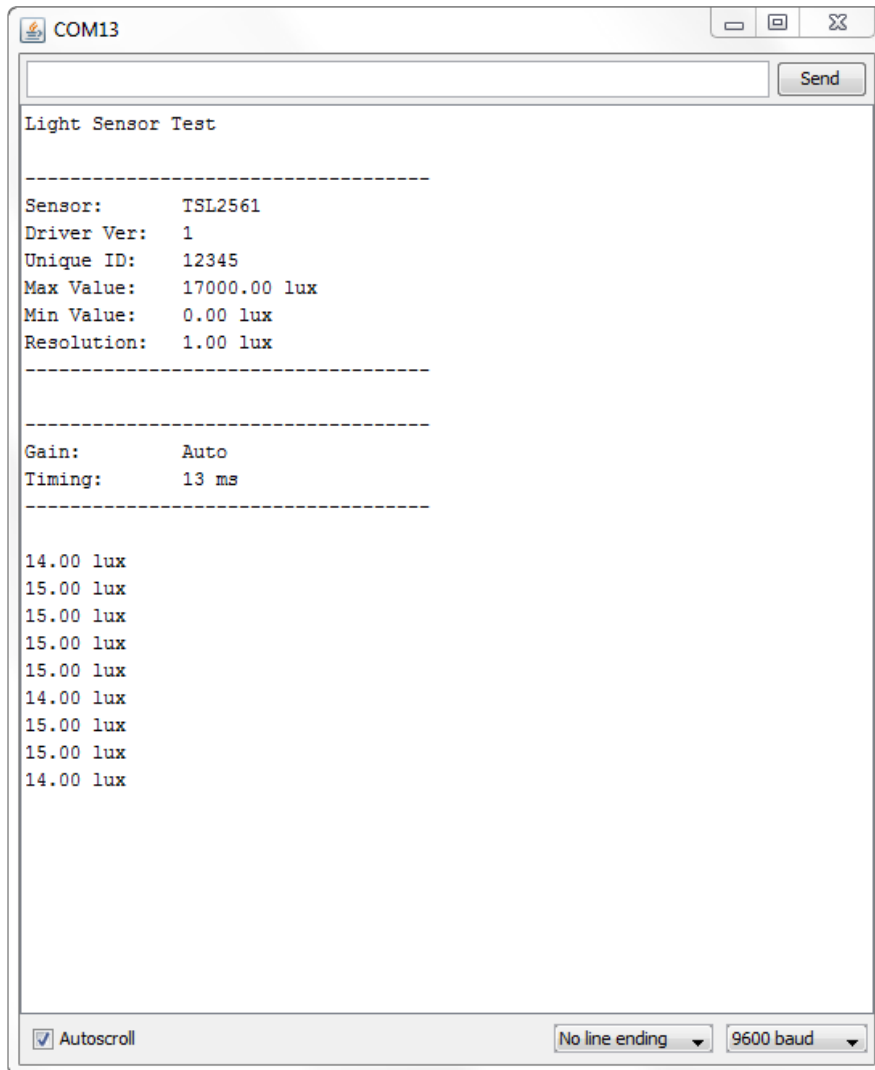 COM13
Send
Light Sensor Test
------------------------------------
Sensor:       TSL2561
Driver Ver:   1
Unique ID:    12345
Max Value:    17000.00 lux
Min Value:    0.00 lux
Resolution:   1.00 lux
------------------------------------
------------------------------------
Gain:         Auto
Timing:       13 ms
------------------------------------
14.00 lux
15.00 lux
15.00 lux
15.00 lux
15.00 lux
14.00 lux
15.00 lux
15.00 lux
14.00 lux
Autoscroll
No line ending
9600 baud